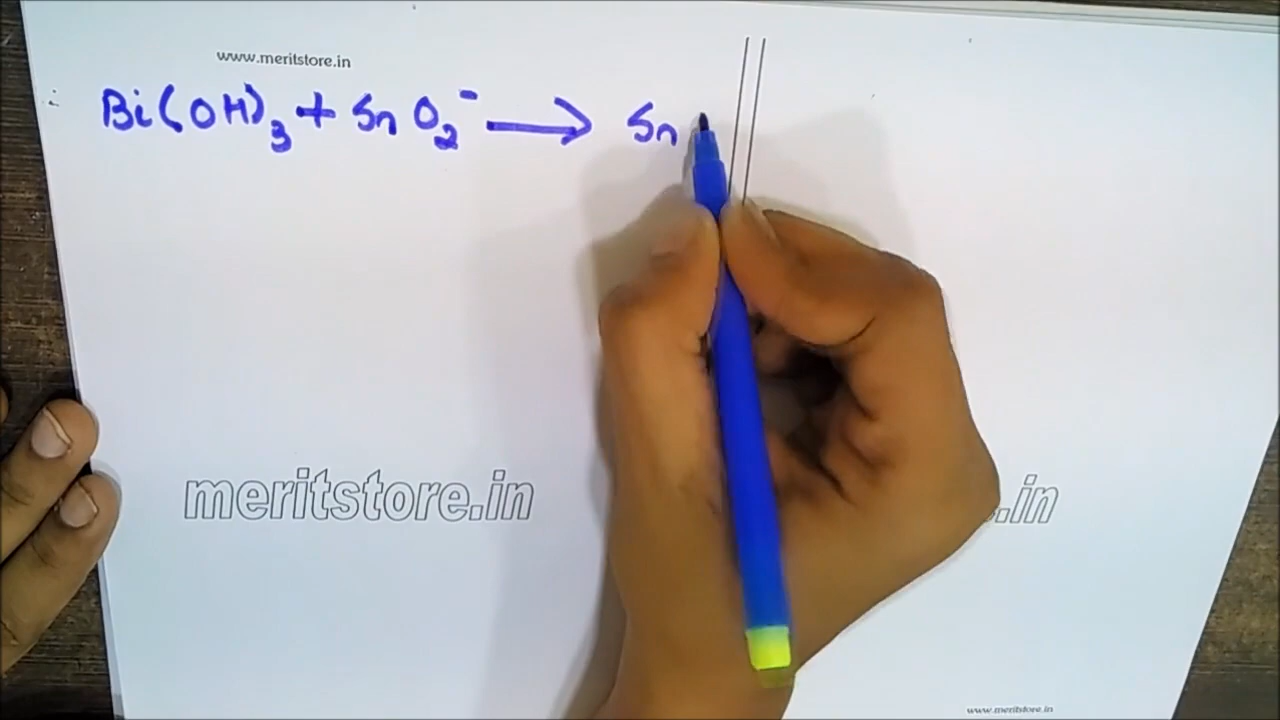 www.meritstore.in
Bi(OH)₃ + SnO₂⁻ ⟶ Sn
meritstore.in
.in
www.meritstore.in